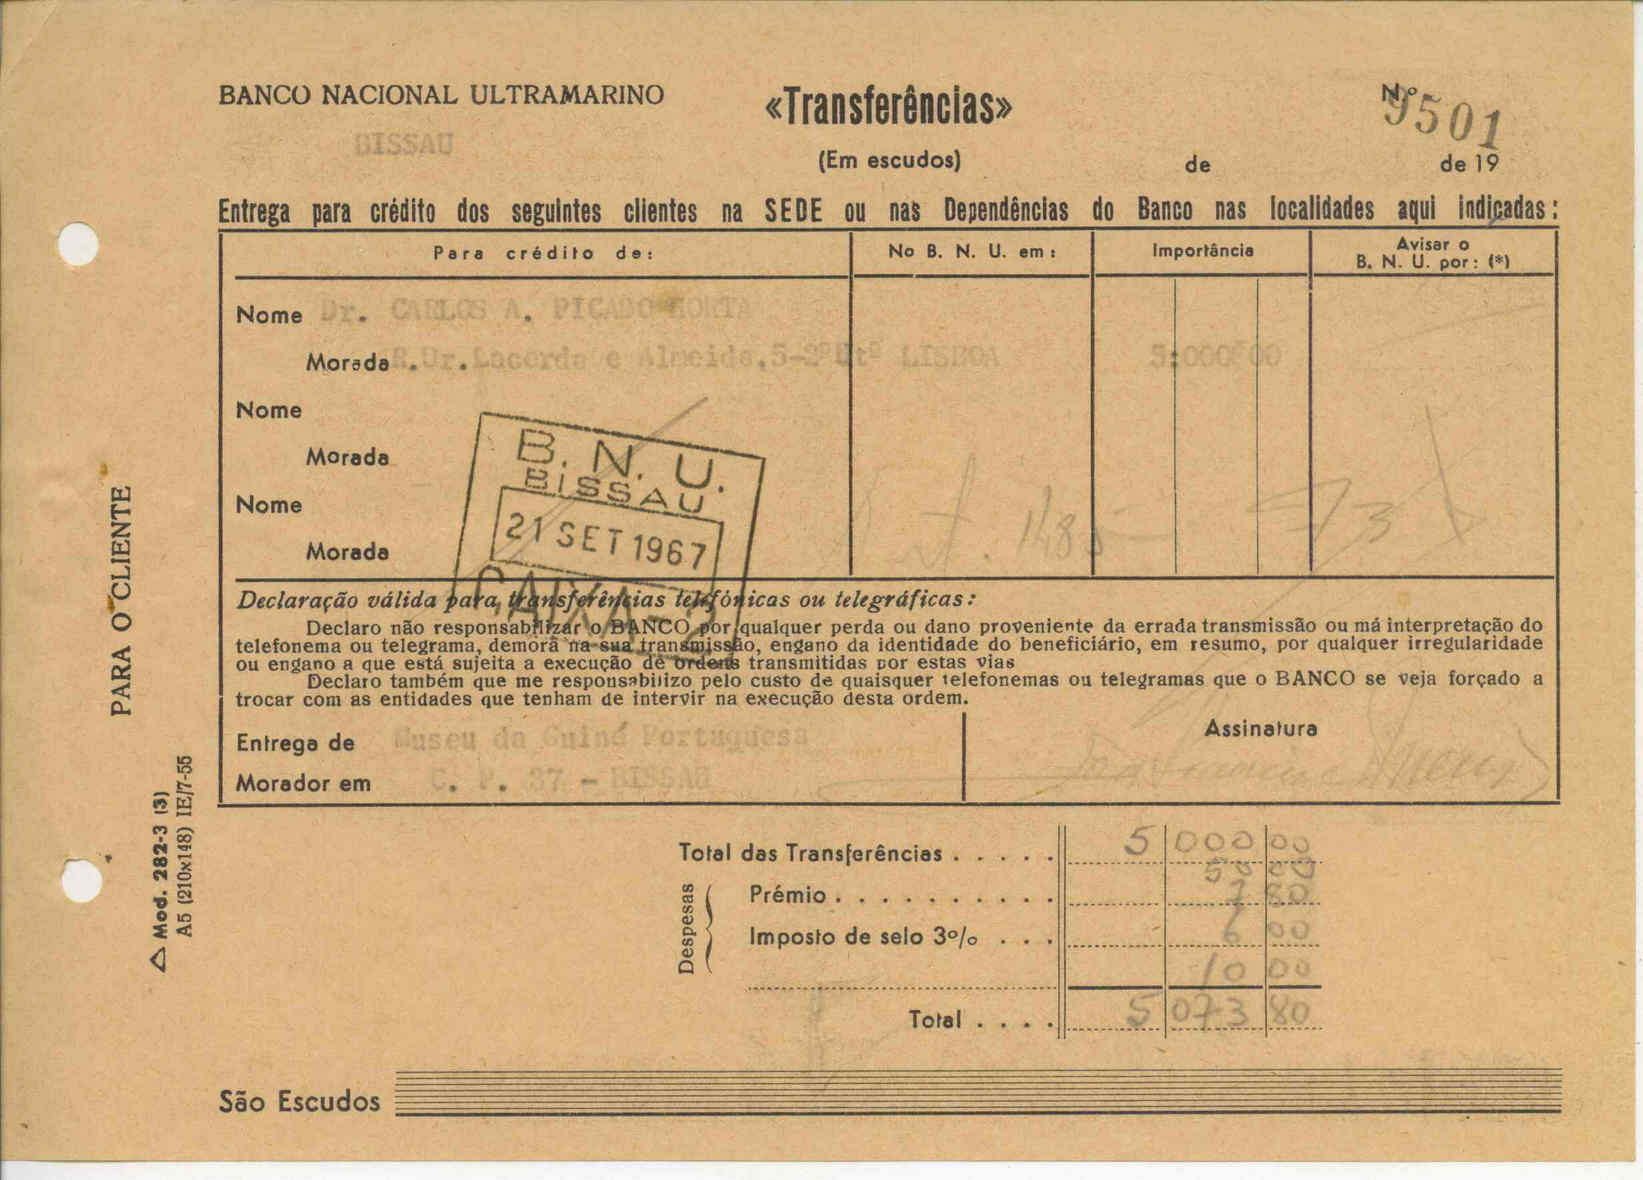 BANCO NACIONAL ULTRAMARINO
«Transferências»
N.º 9501
BISSAU
(Em escudos)
de de 19
Entrega para crédito dos seguintes clientes na SEDE ou nas Dependências do Banco nas localidades aqui indicadas:
Para crédito de: No B. N. U. em: Importância Avisar o B. N. U. por: (*)
Nome Dr. CARLOS A. PICADO HORTA
Morada R.Dr.Lacerda e Almeida,5-2ºDtº LISBOA 5:000$00
Nome
Morada
Nome
Morada
B. N. U.
BISSAU
21 SET 1967
CAIXA
Declaração válida para transferências telefónicas ou telegráficas:
Declaro não responsabilizar o BANCO por qualquer perda ou dano proveniente da errada transmissão ou má interpretação do
telefonema ou telegrama, demora na sua transmissão, engano da identidade do beneficiário, em resumo, por qualquer irregularidade
ou engano a que está sujeita a execução de ordens transmitidas por estas vias
Declaro também que me responsabilizo pelo custo de quaisquer telefonemas ou telegramas que o BANCO se veja forçado a
trocar com as entidades que tenham de intervir na execução desta ordem.
Entrega de Museu da Guiné Portuguesa
Assinatura
Morador em C. P. 37 - BISSAU
Total das Transferências . . . . . 5 000 00
50 00
Despesas
Prémio . . . . . . . . . . 7 80
Imposto de selo 3% . . . 6 00
10 00
Total . . . . 5 073 80
São Escudos
PARA O CLIENTE
Mod. 282-3 (3)
A5 (210x148) IE/7-55